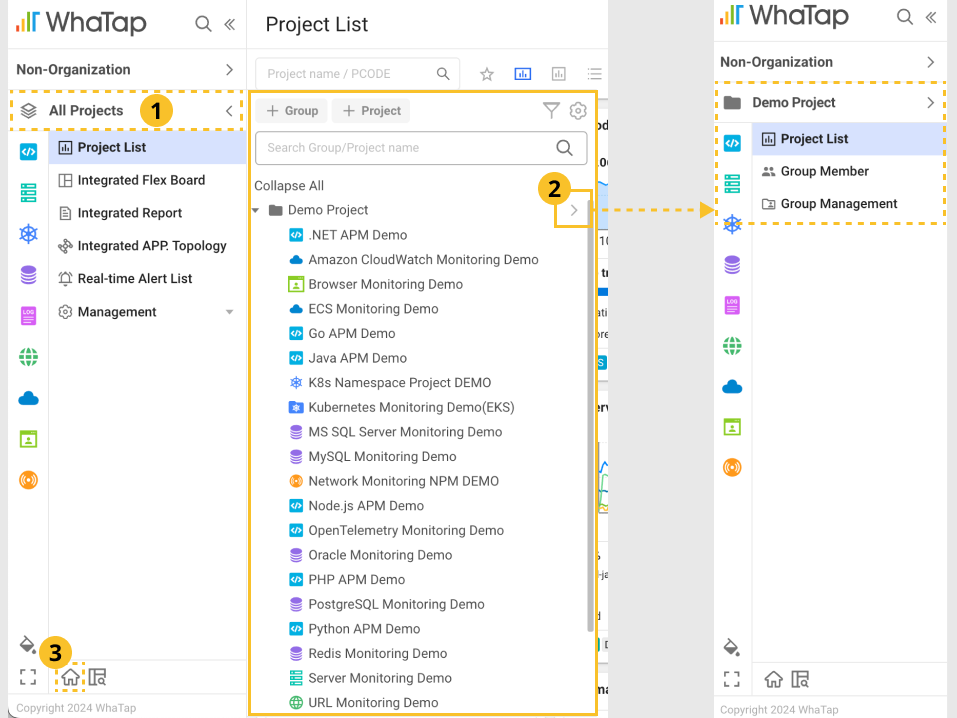 WhaTap
Non-Organization
All Projects
1
Project List
Integrated Flex Board
Integrated Report
Integrated APP. Topology
Real-time Alert List
Management
LOG
3
Copyright 2024 WhaTap
Project List
Project name / PCODE
+ Group
+ Project
Search Group/Project name
Collapse All
2
Demo Project
.NET APM Demo
Amazon CloudWatch Monitoring Demo
Browser Monitoring Demo
ECS Monitoring Demo
Go APM Demo
Java APM Demo
K8s Namespace Project DEMO
Kubernetes Monitoring Demo(EKS)
MS SQL Server Monitoring Demo
MySQL Monitoring Demo
Network Monitoring NPM DEMO
Node.js APM Demo
OpenTelemetry Monitoring Demo
Oracle Monitoring Demo
PHP APM Demo
PostgreSQL Monitoring Demo
Python APM Demo
Redis Monitoring Demo
Server Monitoring Demo
URL Monitoring Demo
WhaTap
Non-Organization
Demo Project
Project List
Group Member
Group Management
LOG
Copyright 2024 WhaTap